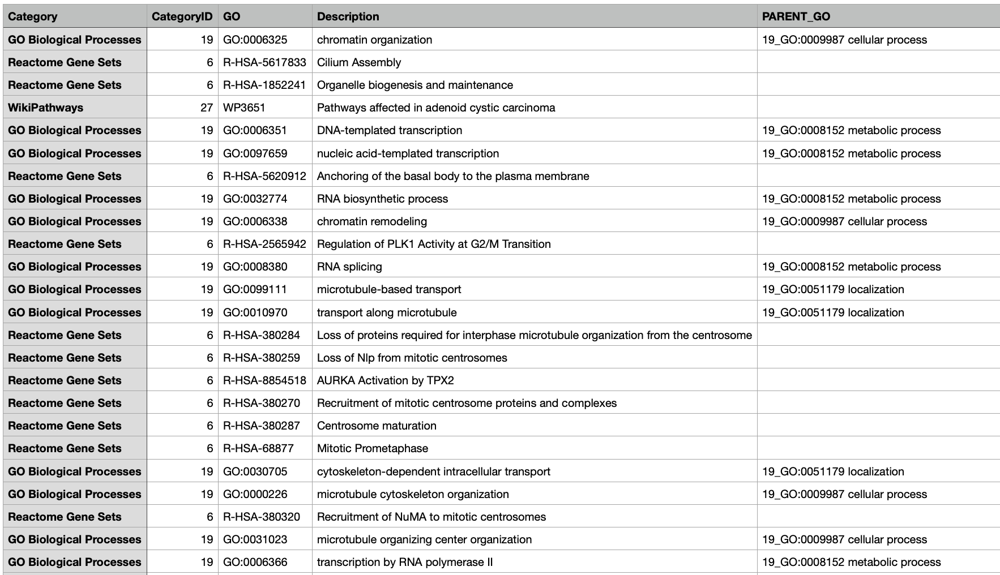 Category CategoryID GO Description PARENT_GO
GO Biological Processes 19 GO:0006325 chromatin organization 19_GO:0009987 cellular process
Reactome Gene Sets 6 R-HSA-5617833 Cilium Assembly
Reactome Gene Sets 6 R-HSA-1852241 Organelle biogenesis and maintenance
WikiPathways 27 WP3651 Pathways affected in adenoid cystic carcinoma
GO Biological Processes 19 GO:0006351 DNA-templated transcription 19_GO:0008152 metabolic process
GO Biological Processes 19 GO:0097659 nucleic acid-templated transcription 19_GO:0008152 metabolic process
Reactome Gene Sets 6 R-HSA-5620912 Anchoring of the basal body to the plasma membrane
GO Biological Processes 19 GO:0032774 RNA biosynthetic process 19_GO:0008152 metabolic process
GO Biological Processes 19 GO:0006338 chromatin remodeling 19_GO:0009987 cellular process
Reactome Gene Sets 6 R-HSA-2565942 Regulation of PLK1 Activity at G2/M Transition
GO Biological Processes 19 GO:0008380 RNA splicing 19_GO:0008152 metabolic process
GO Biological Processes 19 GO:0099111 microtubule-based transport 19_GO:0051179 localization
GO Biological Processes 19 GO:0010970 transport along microtubule 19_GO:0051179 localization
Reactome Gene Sets 6 R-HSA-380284 Loss of proteins required for interphase microtubule organization from the centrosome
Reactome Gene Sets 6 R-HSA-380259 Loss of Nlp from mitotic centrosomes
Reactome Gene Sets 6 R-HSA-8854518 AURKA Activation by TPX2
Reactome Gene Sets 6 R-HSA-380270 Recruitment of mitotic centrosome proteins and complexes
Reactome Gene Sets 6 R-HSA-380287 Centrosome maturation
Reactome Gene Sets 6 R-HSA-68877 Mitotic Prometaphase
GO Biological Processes 19 GO:0030705 cytoskeleton-dependent intracellular transport 19_GO:0051179 localization
GO Biological Processes 19 GO:0000226 microtubule cytoskeleton organization 19_GO:0009987 cellular process
Reactome Gene Sets 6 R-HSA-380320 Recruitment of NuMA to mitotic centrosomes
GO Biological Processes 19 GO:0031023 microtubule organizing center organization 19_GO:0009987 cellular process
GO Biological Processes 19 GO:0006366 transcription by RNA polymerase II 19_GO:0008152 metabolic process